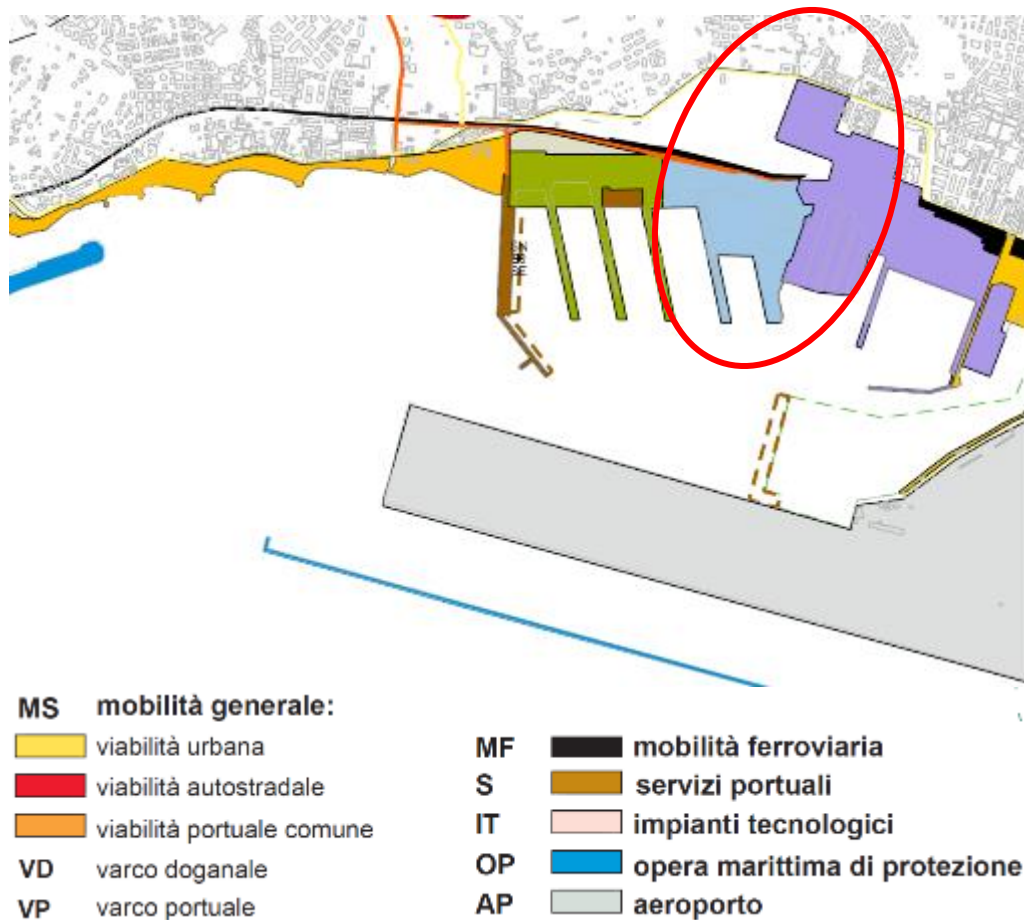 MS mobilità generale:
viabilità urbana
viabilità autostradale
viabilità portuale comune
VD varco doganale
VP varco portuale
MF mobilità ferroviaria
S servizi portuali
IT impianti tecnologici
OP opera marittima di protezione
AP aeroporto